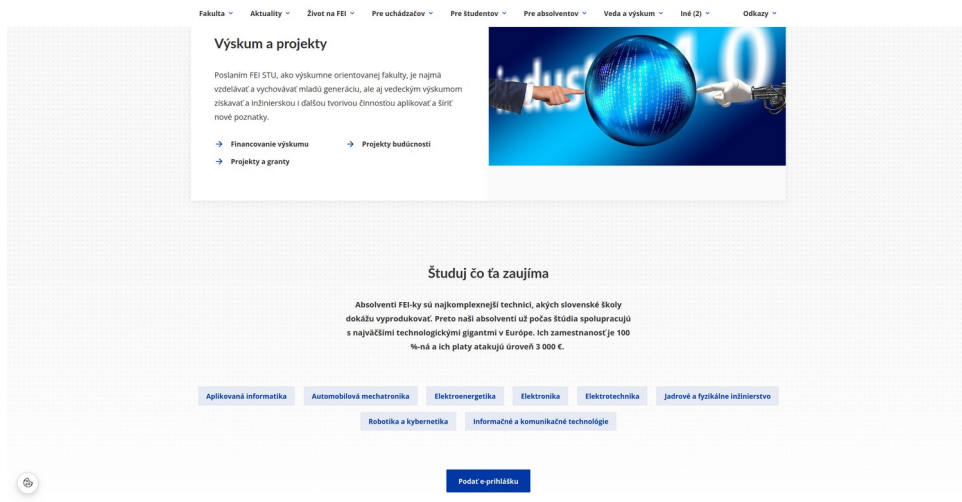 Fakulta Aktuality Život na FEI Pre uchádzačov Pre študentov Pre absolventov Veda a výskum Iné (2) Odkazy
Výskum a projekty
Poslaním FEI STU, ako výskumne orientovanej fakulty, je najmä
vzdelávať a vychovávať mladú generáciu, ale aj vedeckým výskumom
získavať a inžinierskou i ďalšou tvorivou činnosťou aplikovať a šíriť
nové poznatky.
Financovanie výskumu Projekty budúcnosti
Projekty a granty
indust 4.0
Študuj čo ťa zaujíma
Absolventi FEI-ky sú najkomplexnejší technici, akých slovenské školy
dokážu vyprodukovať. Preto naši absolventi už počas štúdia spolupracujú
s najväčšími technologickými gigantmi v Európe. Ich zamestnanosť je 100
%-ná a ich platy atakujú úroveň 3 000 €.
Aplikovaná informatika Automobilová mechatronika Elektroenergetika Elektronika Elektrotechnika Jadrové a fyzikálne inžinierstvo
Robotika a kybernetika Informačné a komunikačné technológie
Podať e-prihlášku